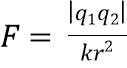 F = |q₁q₂| / kr²